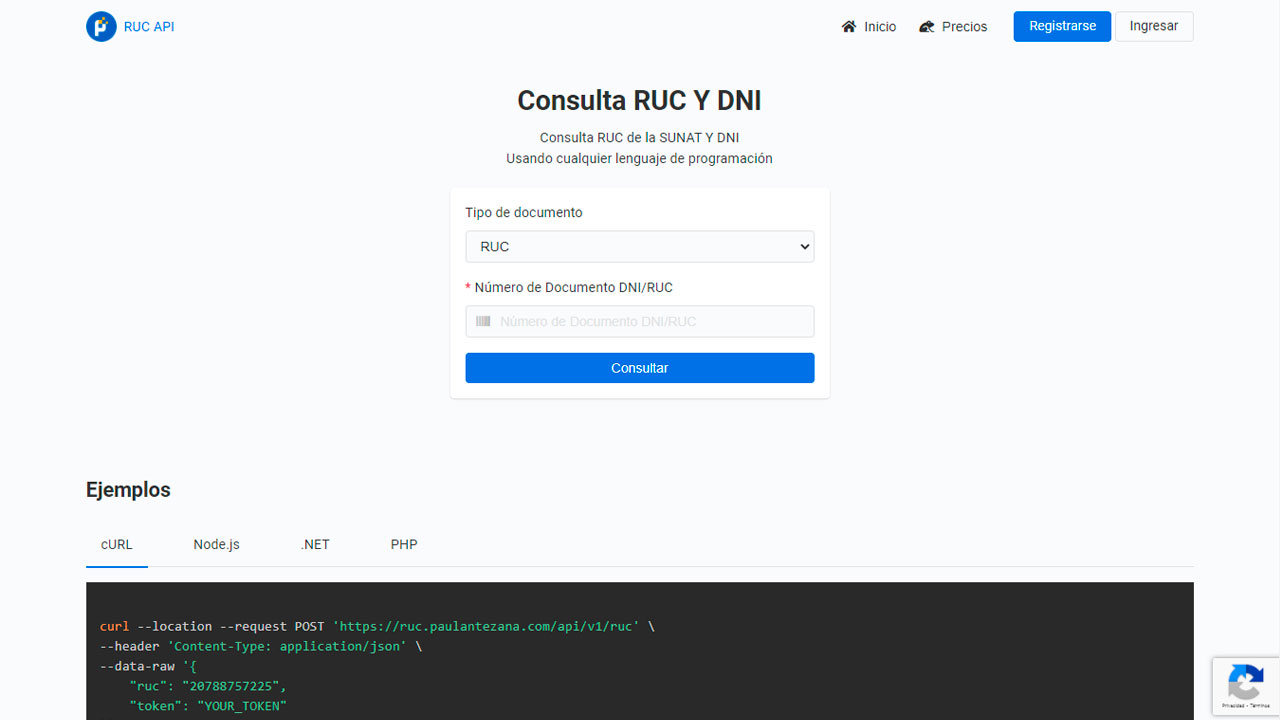 RUC API
Inicio
Precios
Registrarse
Ingresar
Consulta RUC Y DNI
Consulta RUC de la SUNAT Y DNI
Usando cualquier lenguaje de programación
Tipo de documento
RUC
* Número de Documento DNI/RUC
Número de Documento DNI/RUC
Consultar
Ejemplos
cURL
Node.js
.NET
PHP
curl --location --request POST 'https://ruc.paulantezana.com/api/v1/ruc' \
--header 'Content-Type: application/json' \
--data-raw '{
"ruc": "20788757225",
"token": "YOUR_TOKEN"
Privacidad - Términos